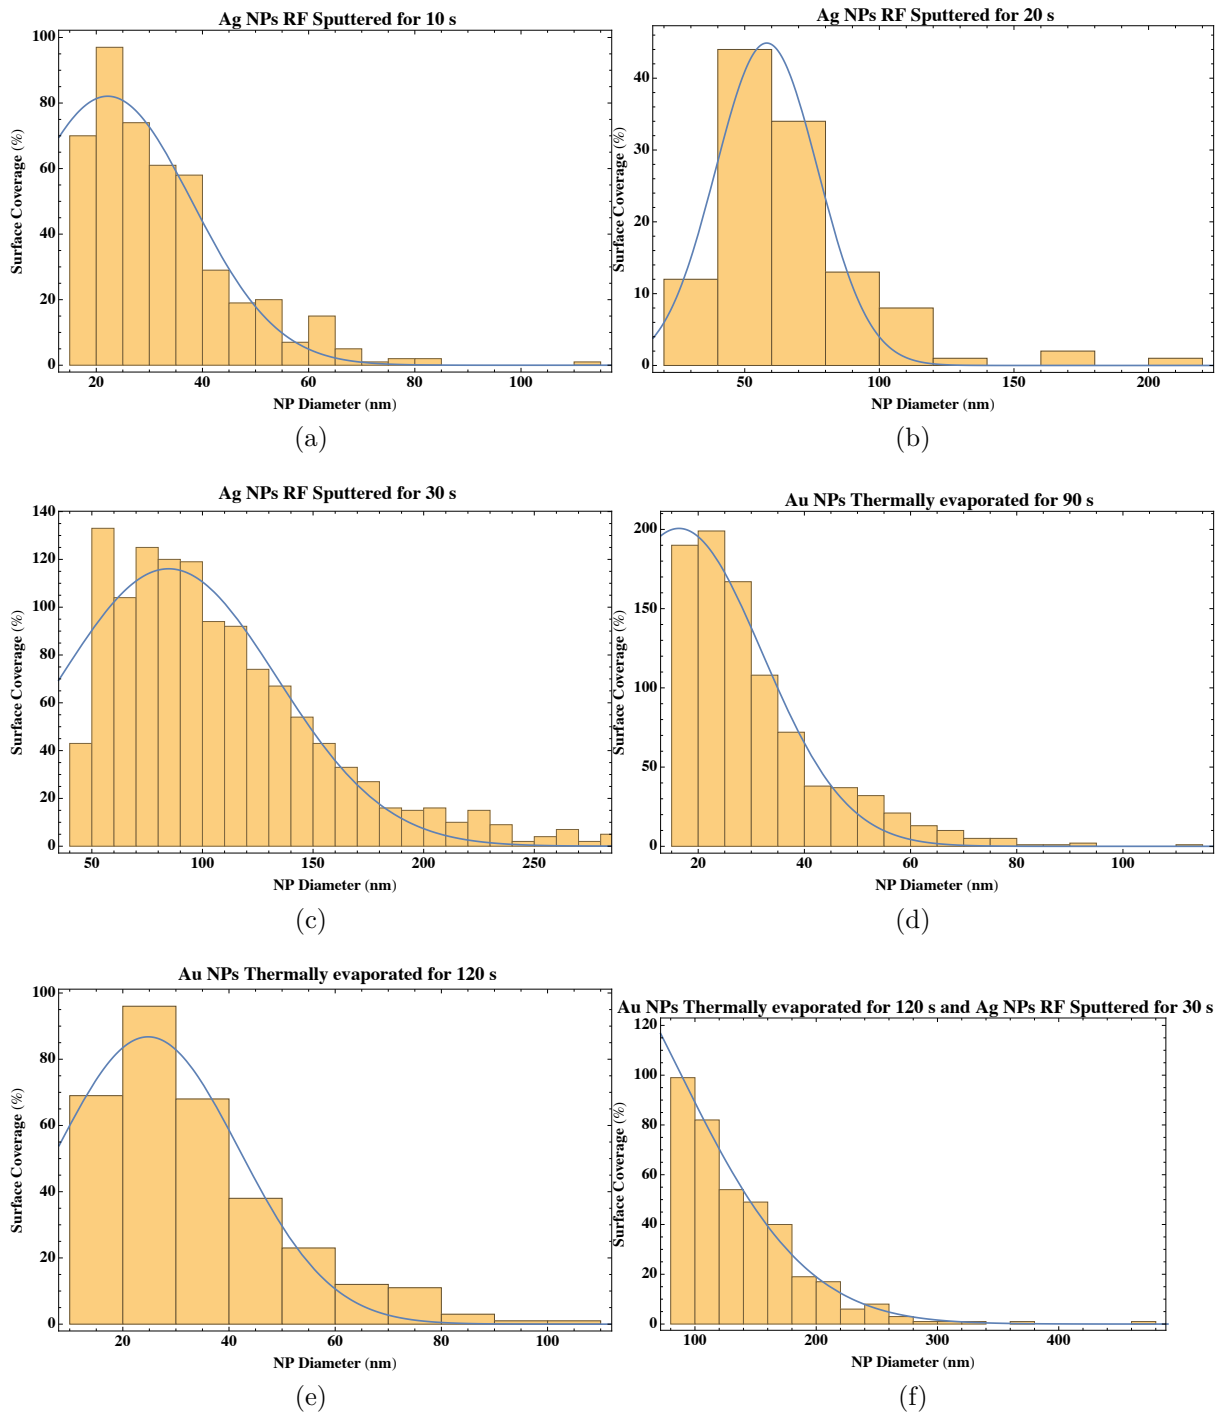 Ag NPs RF Sputtered for 10 s
100
80
60
40
20
0
Surface Coverage (%)
20 40 60 80 100
NP Diameter (nm)
(a)
Ag NPs RF Sputtered for 20 s
40
30
20
10
0
Surface Coverage (%)
50 100 150 200
NP Diameter (nm)
(b)
Ag NPs RF Sputtered for 30 s
140
120
100
80
60
40
20
0
Surface Coverage (%)
50 100 150 200 250
NP Diameter (nm)
(c)
Au NPs Thermally evaporated for 90 s
200
150
100
50
0
Surface Coverage (%)
20 40 60 80 100
NP Diameter (nm)
(d)
Au NPs Thermally evaporated for 120 s
100
80
60
40
20
0
Surface Coverage (%)
20 40 60 80 100
NP Diameter (nm)
(e)
Au NPs Thermally evaporated for 120 s and Ag NPs RF Sputtered for 30 s
120
100
80
60
40
20
0
Surface Coverage (%)
100 200 300 400
NP Diameter (nm)
(f)